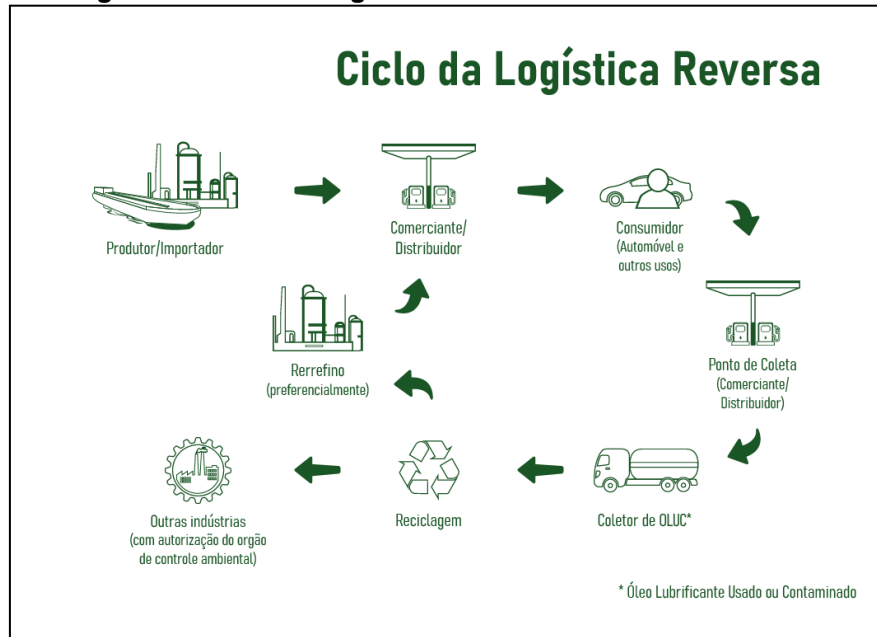 Ciclo da Logística Reversa
Produtor/Importador
Comerciante/
Distribuidor
Consumidor
(Automóvel e
outros usos)
Rerrefino
(preferencialmente)
Ponto de Coleta
(Comerciante/
Distribuidor)
Outras indústrias
(com autorização do orgão
de controle ambiental)
Reciclagem
Coletor de OLUC*
* Óleo Lubrificante Usado ou Contaminado